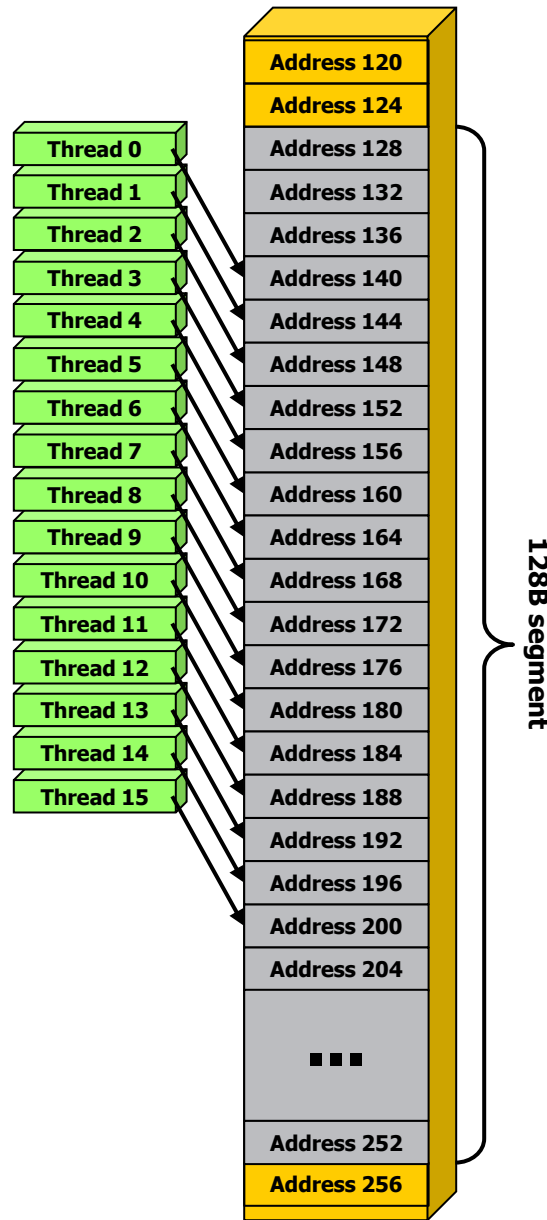 Address 120
Address 124
Thread 0
Address 128
Thread 1
Address 132
Thread 2
Address 136
Thread 3
Address 140
Thread 4
Address 144
Thread 5
Address 148
Thread 6
Address 152
Thread 7
Address 156
Thread 8
Address 160
Thread 9
Address 164
Thread 10
Address 168
Thread 11
Address 172
Thread 12
Address 176
Thread 13
Address 180
Thread 14
Address 184
Thread 15
Address 188
Address 192
Address 196
Address 200
Address 204
...
Address 252
Address 256
128B segment